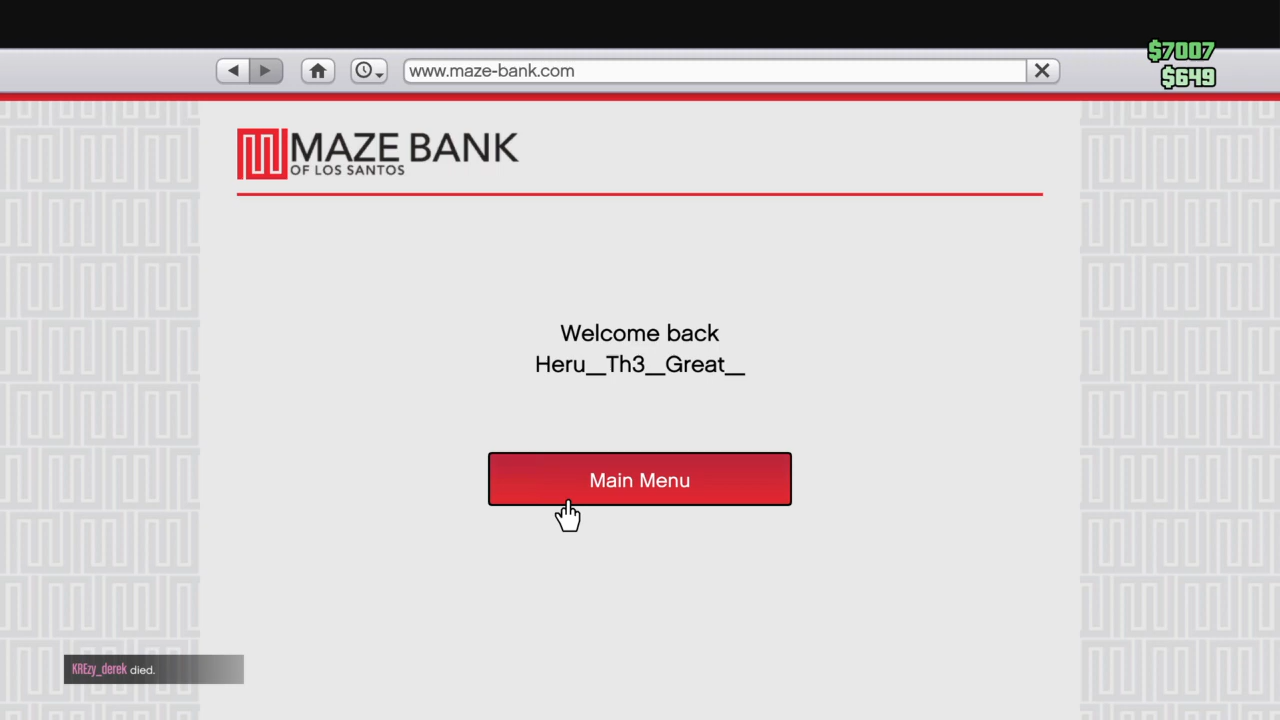 $7007
www.maze-bank.com
$649
MAZE BANK
OF LOS SANTOS
Welcome back
Heru__Th3__Great__
Main Menu
KREzy_derek died.